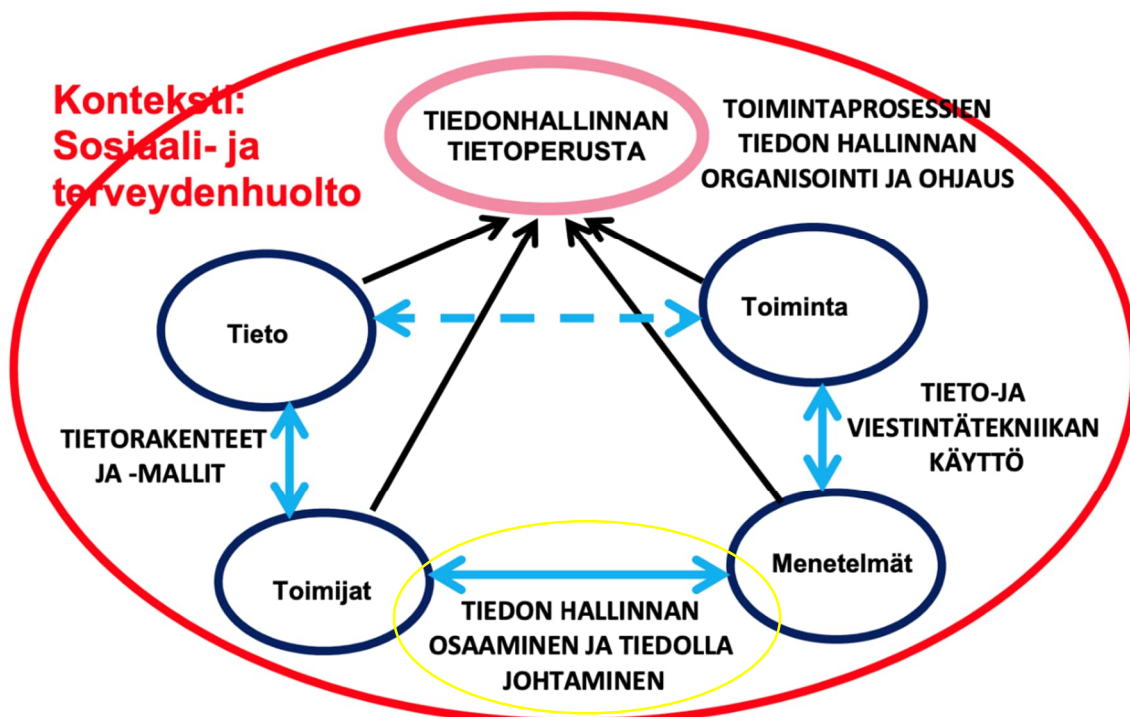 Konteksti:
Sosiaali- ja
terveydenhuolto
TIEDONHALLINNAN
TIETOPERUSTA
TOIMINTAPROSESSIEN
TIEDON HALLINNAN
ORGANISOINTI JA OHJAUS
Tieto
Toiminta
TIETORAKENTEET
JA -MALLIT
TIETO-JA
VIESTINTÄTEKNIIKAN
KÄYTTÖ
Toimijat
Menetelmät
TIEDON HALLINNAN
OSAAMINEN JA TIEDOLLA
JOHTAMINEN